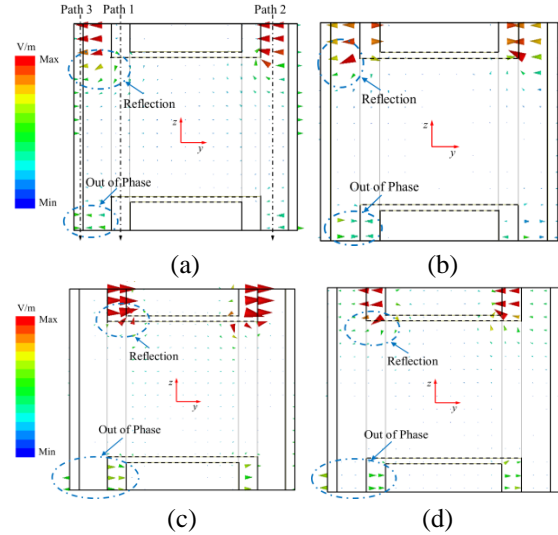 Path 3 Path 1 Path 2
V/m
Max
Min
Reflection
z
y
Out of Phase
Reflection
z
y
Out of Phase
(a) (b)
V/m
Max
Min
Reflection
z
y
Out of Phase
Reflection
z
y
Out of Phase
(c) (d)